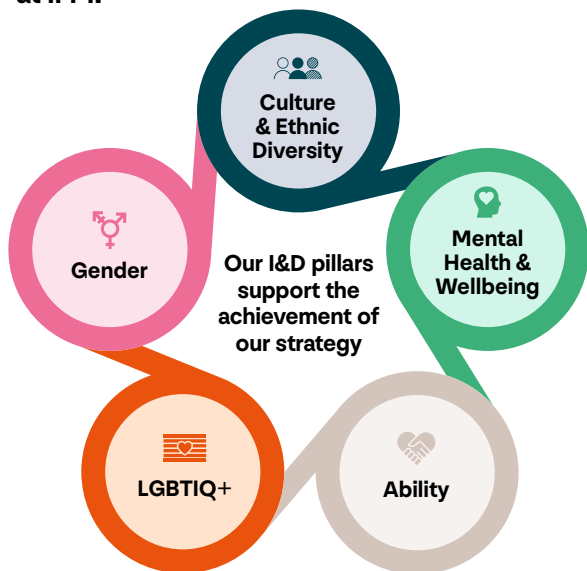 Culture
& Ethnic
Diversity
Mental
Health &
Wellbeing
Gender
Our I&D pillars
support the
achievement of
our strategy
LGBTIQ+
Ability